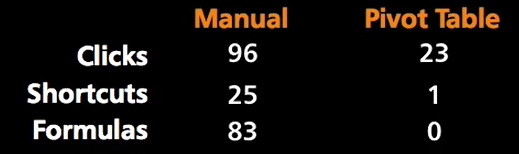 Manual Pivot Table
Clicks 96 23
Shortcuts 25 1
Formulas 83 0